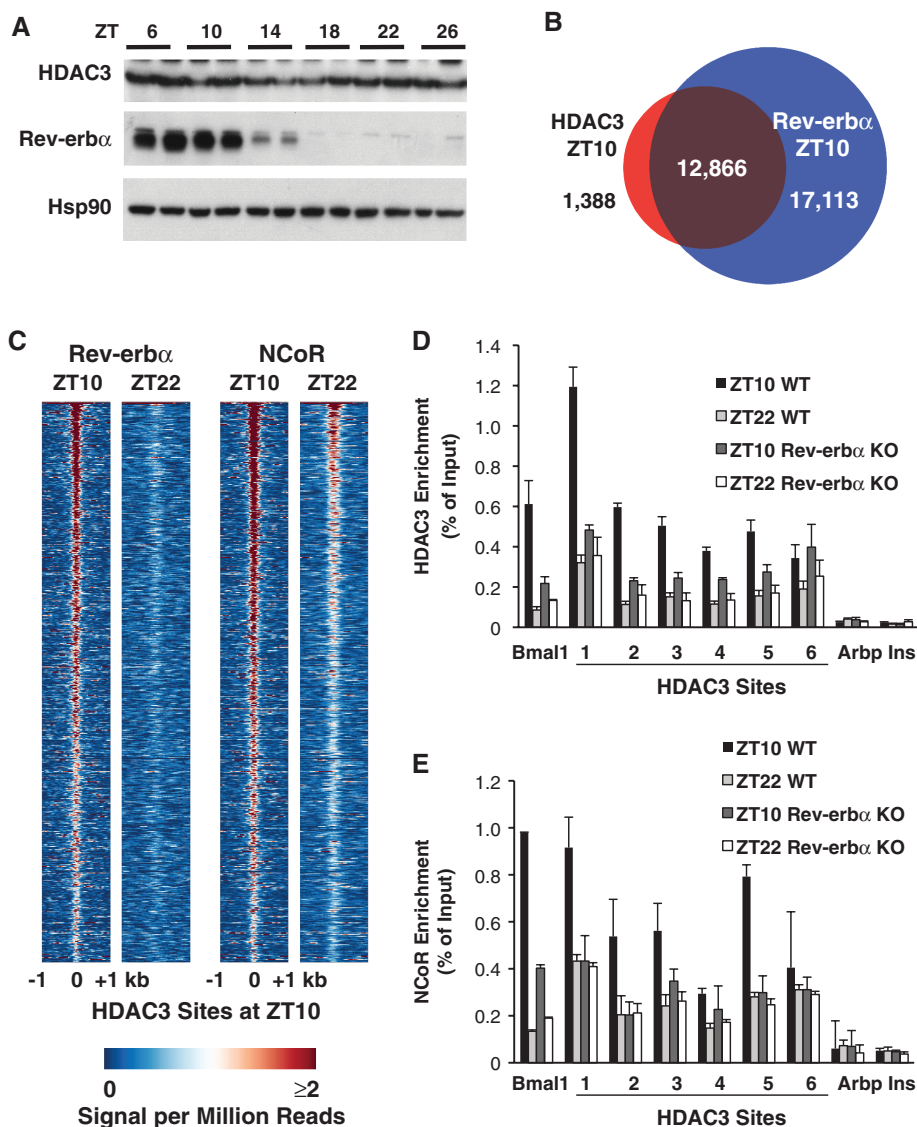 A
ZT 6 10 14 18 22 26
HDAC3
Rev-erbα
Hsp90
B
HDAC3
ZT10
1,388
12,866
Rev-erbα
ZT10
17,113
C
Rev-erbα NCoR
ZT10 ZT22 ZT10 ZT22
-1 0 +1 kb -1 0 +1 kb
HDAC3 Sites at ZT10
0 ≥2
Signal per Million Reads
D
HDAC3 Enrichment
(% of Input)
1.4
1.2
1.0
0.8
0.6
0.4
0.2
0
ZT10 WT
ZT22 WT
ZT10 Rev-erbα KO
ZT22 Rev-erbα KO
Bmal1 1 2 3 4 5 6 Arbp Ins
HDAC3 Sites
E
NCoR Enrichment
(% of Input)
1.2
1.0
0.8
0.6
0.4
0.2
0
ZT10 WT
ZT22 WT
ZT10 Rev-erbα KO
ZT22 Rev-erbα KO
Bmal1 1 2 3 4 5 6 Arbp Ins
HDAC3 Sites